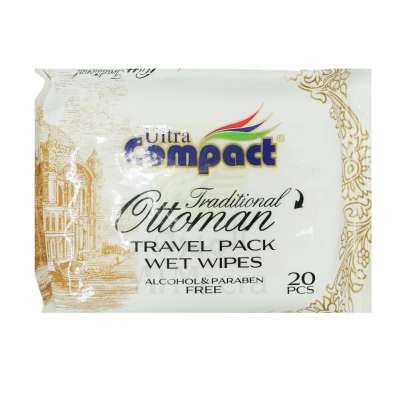 Ultra
Compact®
Traditional
Ottoman
TRAVEL PACK
WET WIPES
ALCOHOL & PARABEN
FREE
20
PCS